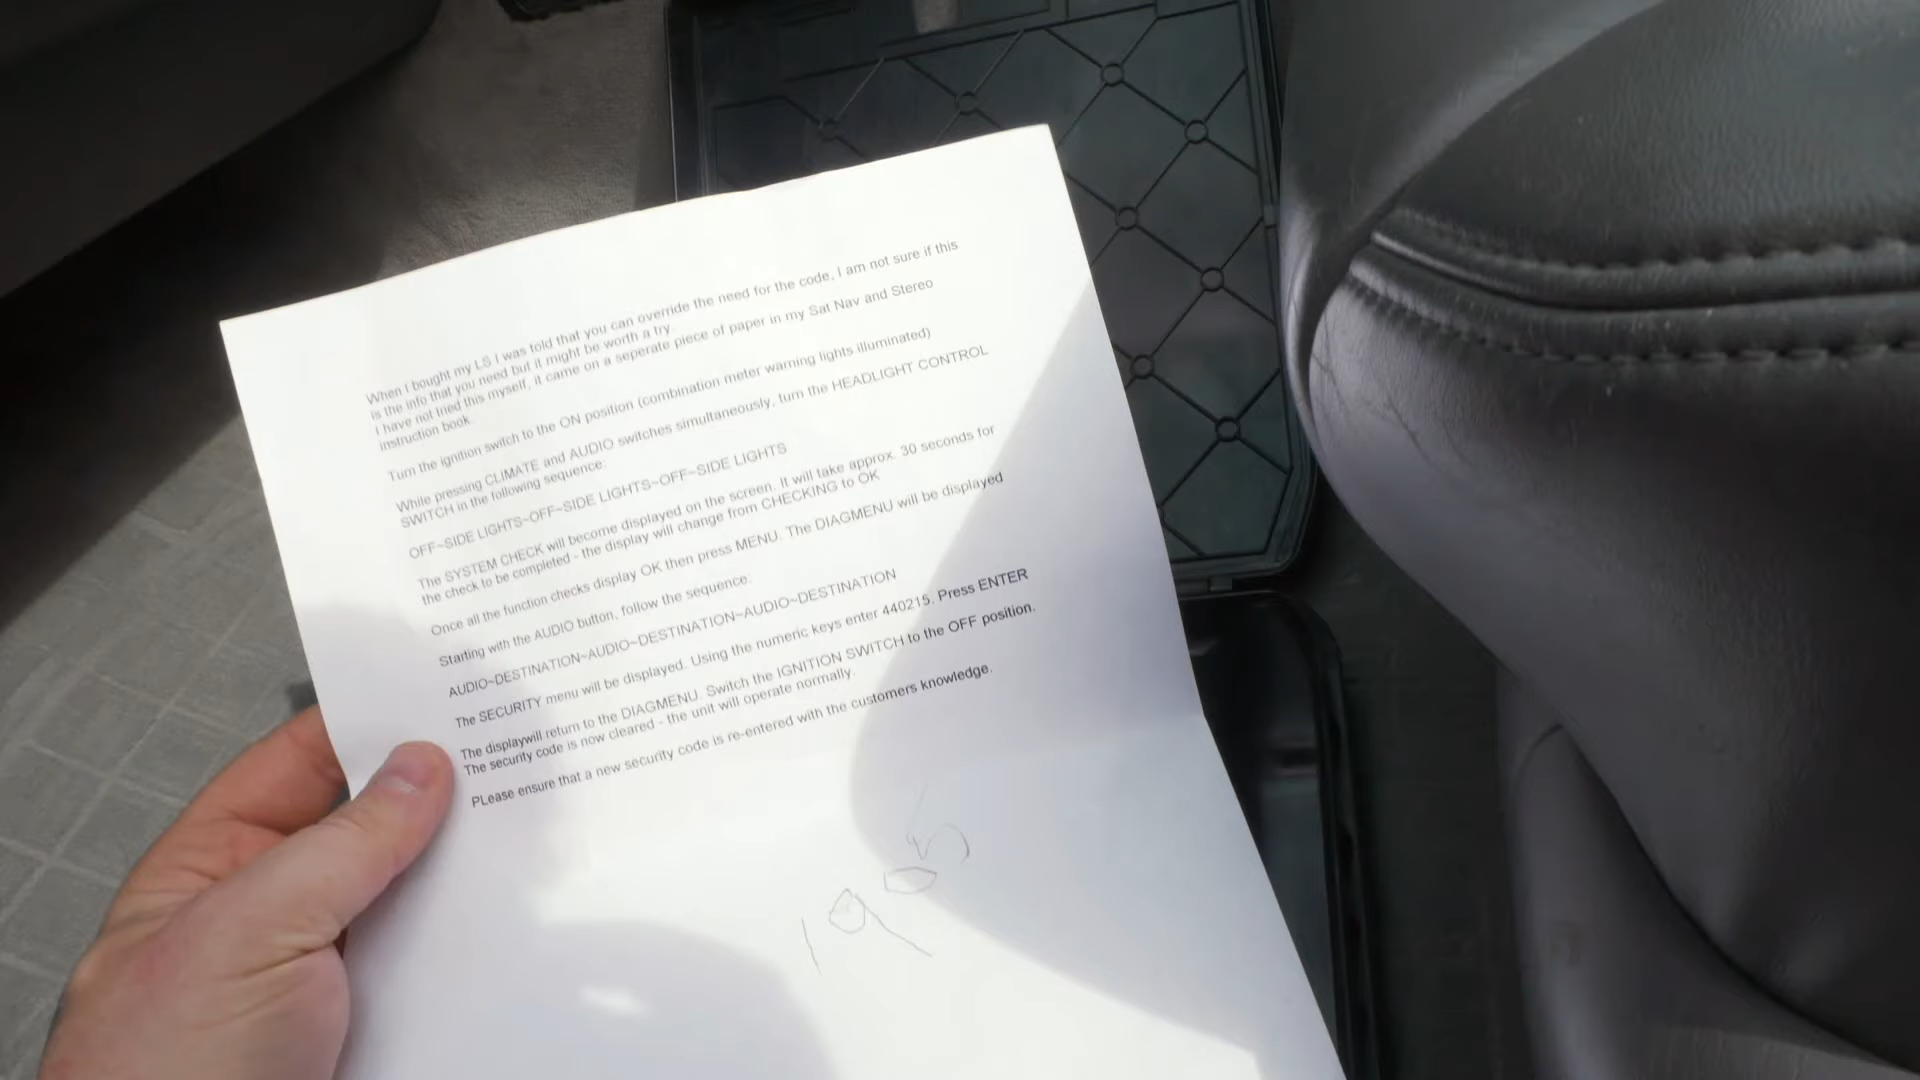 When I bought my LS I was told that you can override the need for the code, I am not sure if this
is the info that you need but it might be worth a try.
I have not tried this myself, it came on a seperate piece of paper in my Sat Nav and Stereo
instruction book.
Turn the ignition switch to the ON position (combination meter warning lights illuminated)
While pressing CLIMATE and AUDIO switches simultaneously, turn the HEADLIGHT CONTROL
SWITCH in the following sequence:
OFF~SIDE LIGHTS~OFF~SIDE LIGHTS~OFF~SIDE LIGHTS
The SYSTEM CHECK will become displayed on the screen. It will take approx. 30 seconds for
the check to be completed - the display will change from CHECKING to OK
Once all the function checks display OK then press MENU. The DIAGMENU will be displayed
Starting with the AUDIO button, follow the sequence:
AUDIO~DESTINATION~AUDIO~DESTINATION~AUDIO~DESTINATION
The SECURITY menu will be displayed. Using the numeric keys enter 440215. Press ENTER
The displaywill return to the DIAGMENU. Switch the IGNITION SWITCH to the OFF position.
The security code is now cleared - the unit will operate normally.
PLease ensure that a new security code is re-entered with the customers knowledge.